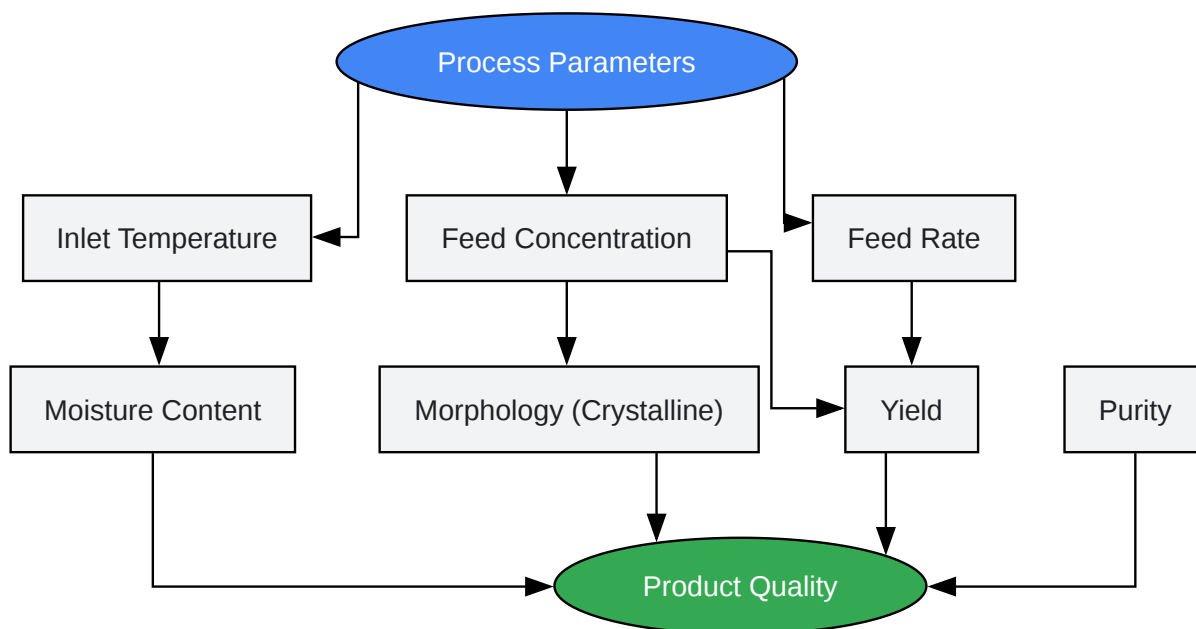 Process Parameters
Inlet Temperature
Feed Concentration
Feed Rate
Moisture Content
Morphology (Crystalline)
Yield
Purity
Product Quality